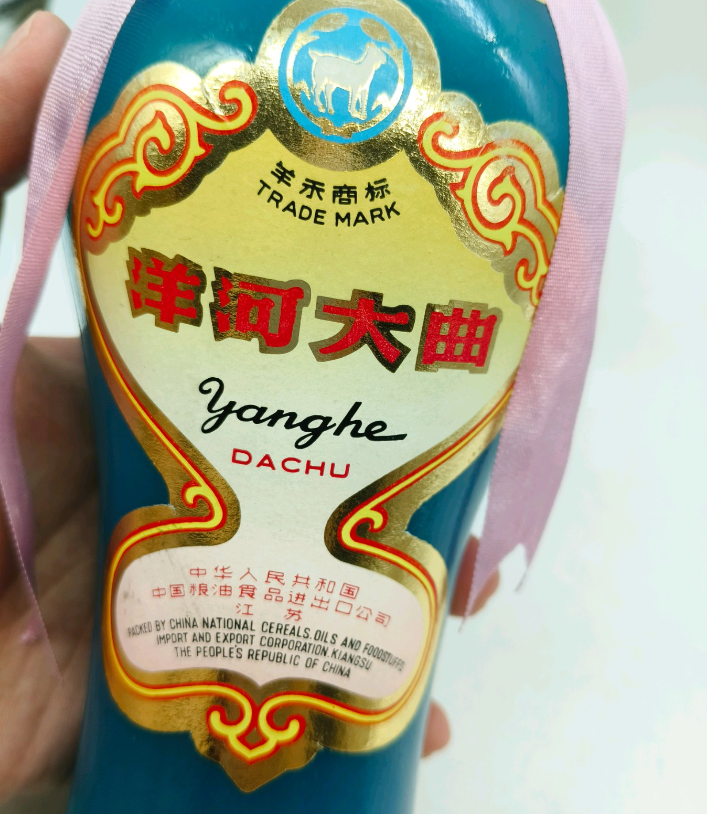 羊禾商标
TRADE MARK
洋河大曲
yanghe
DACHU
中华人民共和国
中国粮油食品进出口公司
江苏
PACKED BY CHINA NATIONAL CEREALS, OILS AND FOODSTUFFS
IMPORT AND EXPORT CORPORATION. KIANGSU
THE PEOPLE'S REPUBLIC OF CHINA